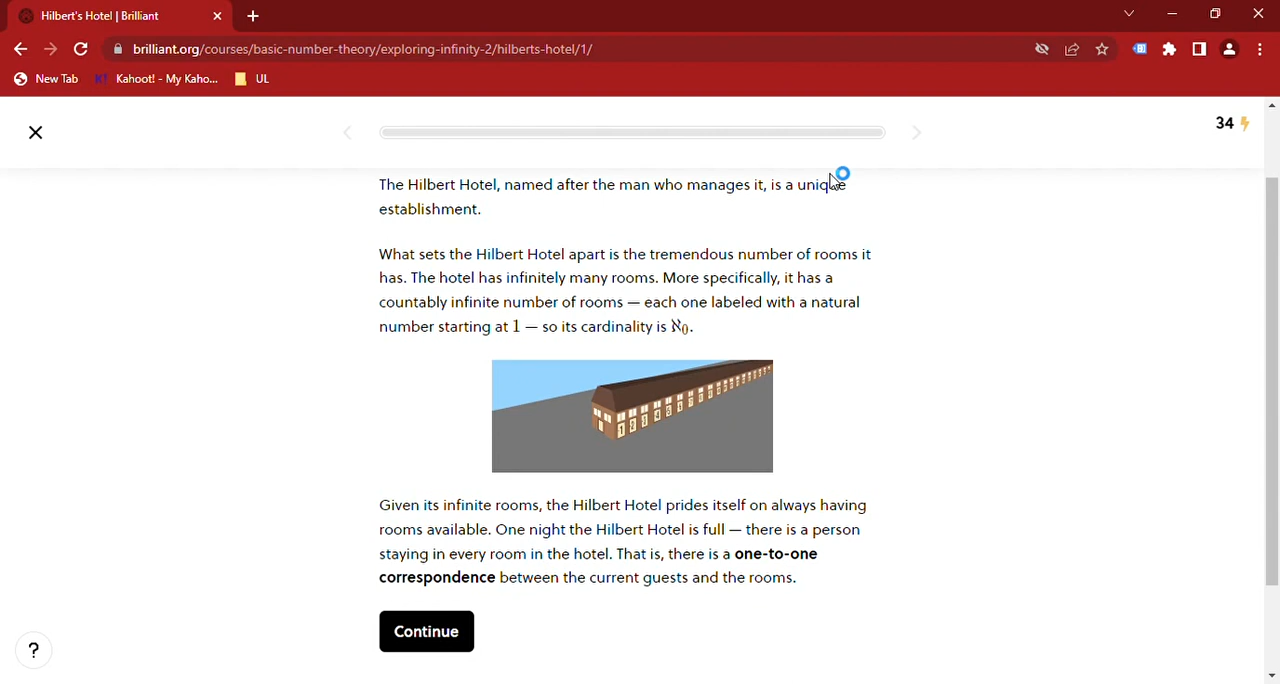 Hilbert's Hotel | Brilliant
brilliant.org/courses/basic-number-theory/exploring-infinity-2/hilberts-hotel/1/
New Tab K! Kahoot! - My Kaho... UL
34
The Hilbert Hotel, named after the man who manages it, is a unique
establishment.
What sets the Hilbert Hotel apart is the tremendous number of rooms it
has. The hotel has infinitely many rooms. More specifically, it has a
countably infinite number of rooms — each one labeled with a natural
number starting at 1 — so its cardinality is ℵ₀.
1 2 3 4 5 6
Given its infinite rooms, the Hilbert Hotel prides itself on always having
rooms available. One night the Hilbert Hotel is full — there is a person
staying in every room in the hotel. That is, there is a one-to-one
correspondence between the current guests and the rooms.
Continue
?